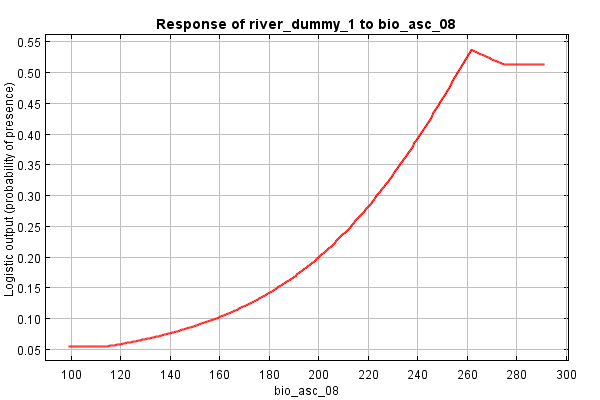 Response of river_dummy_1 to bio_asc_08
Logistic output (probability of presence)
0.55
0.50
0.45
0.40
0.35
0.30
0.25
0.20
0.15
0.10
0.05
100 120 140 160 180 200 220 240 260 280 300
bio_asc_08